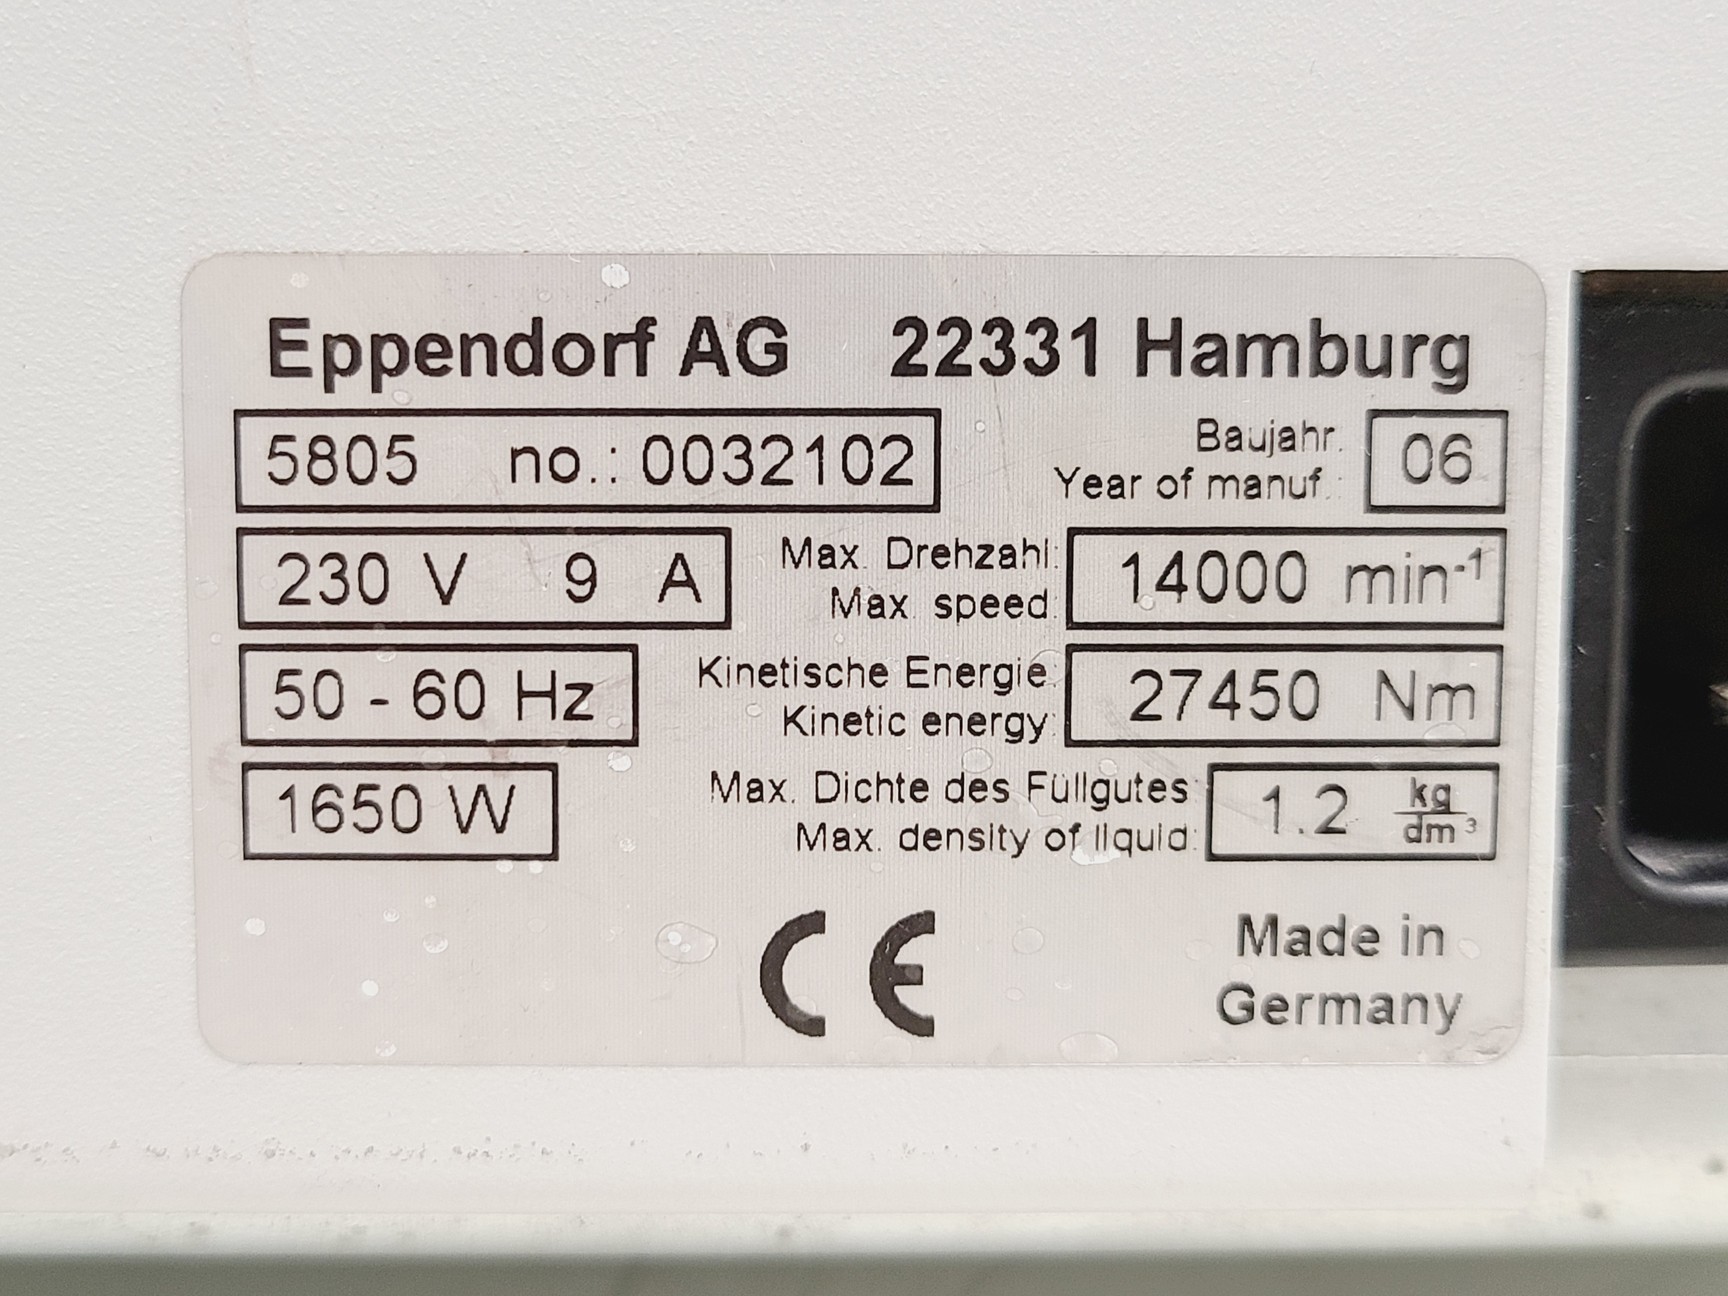 Eppendorf AG 22331 Hamburg
5805 no.: 0032102
Baujahr.
Year of manuf.:
06
230 V 9 A
Max. Drehzahl:
Max. speed:
14000 min⁻¹
50 - 60 Hz
Kinetische Energie:
Kinetic energy:
27450 Nm
1650 W
Max. Dichte des Füllgutes
Max. density of liquid:
1.2 kg/dm³
CE
Made in
Germany